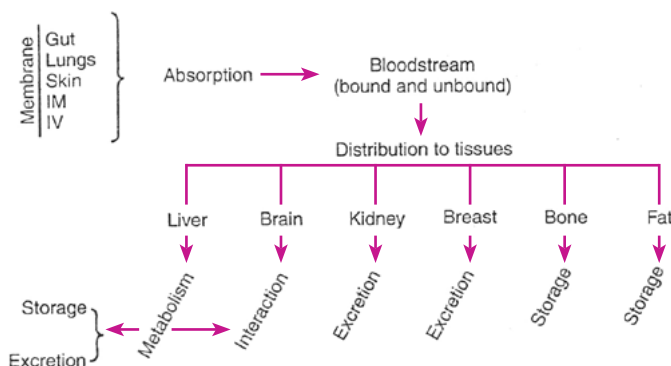 Membrane
Gut
Lungs
Skin
IM
IV
Absorption
Bloodstream
(bound and unbound)
Distribution to tissues
Liver
Brain
Kidney
Breast
Bone
Fat
Metabolism
Interaction
Excretion
Excretion
Storage
Storage
Storage
Excretion